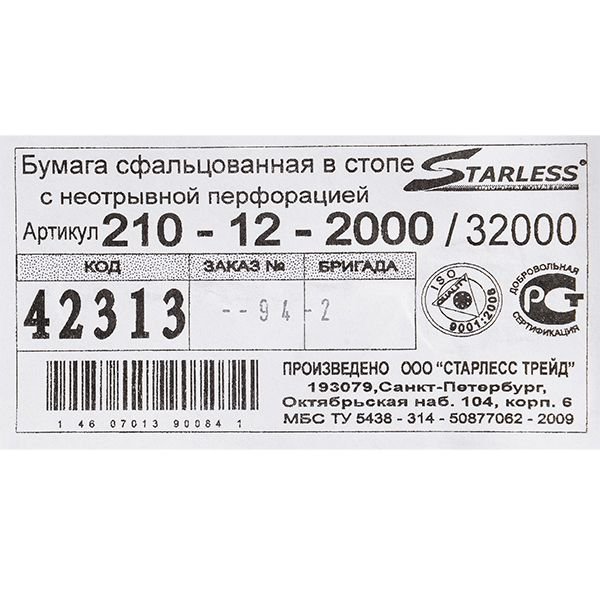 Бумага сфальцованная в стопе
STARLESS®
с неотрывной перфорацией
Артикул 210 - 12 - 2000 / 32000
КОД ЗАКАЗ № БРИГАДА
42313 --94-2
ISO QUALITY 9001:2008
ДОБРОВОЛЬНАЯ
РСТ
СЕРТИФИКАЦИЯ
ПРОИЗВЕДЕНО ООО "СТАРЛЕСС ТРЕЙД"
193079,Санкт-Петербург,
Октябрьская наб. 104, корп. 6
МБС ТУ 5438 - 314 - 50877062 - 2009
1 46 07013 90084 1